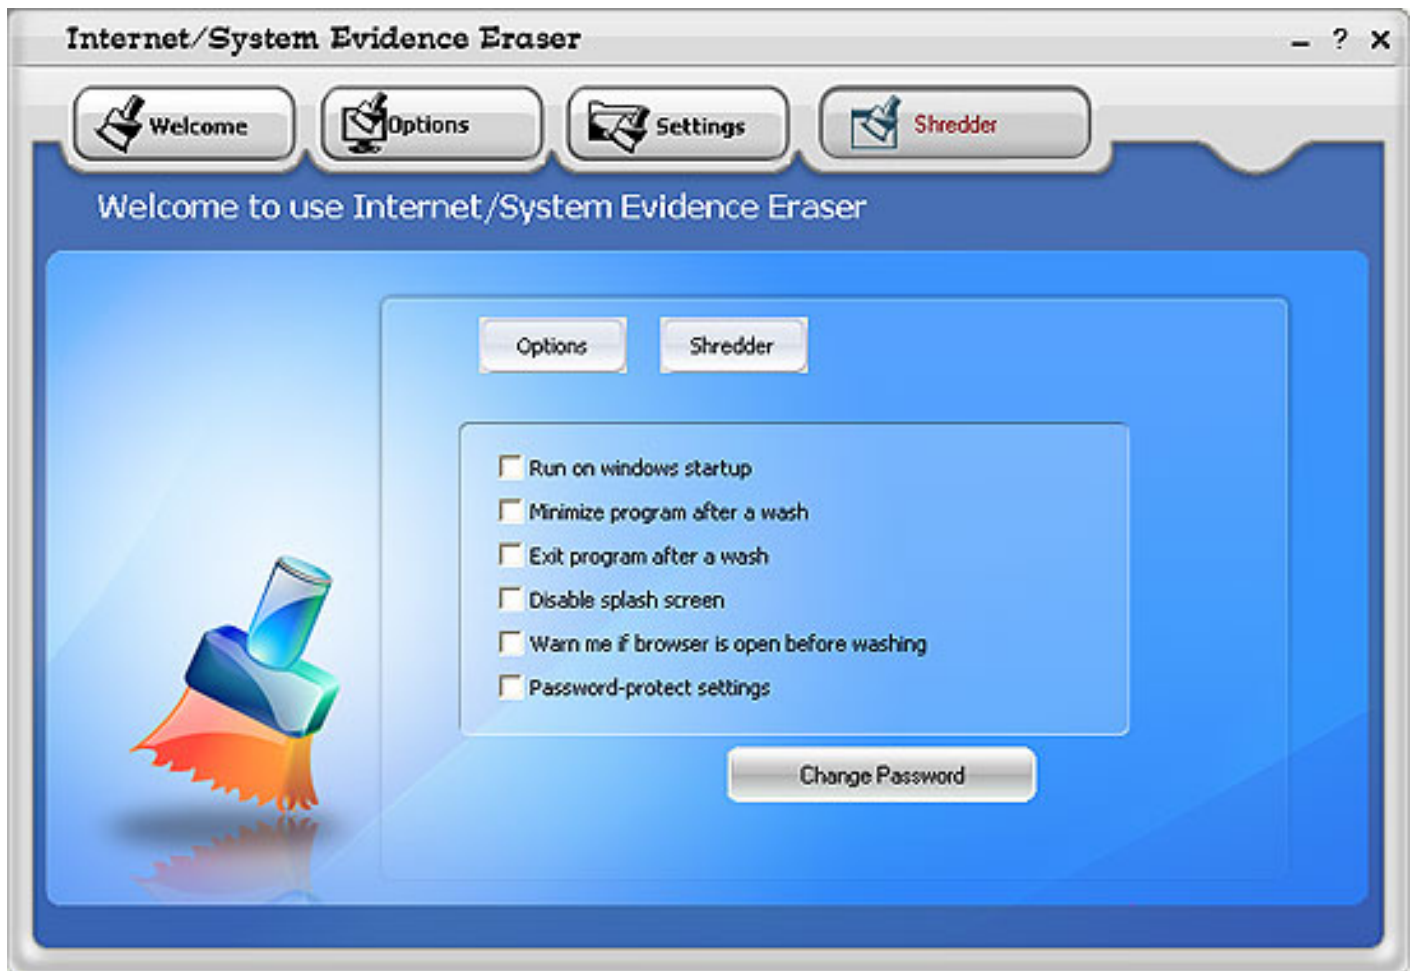 Internet/System Evidence Eraser
– ? ×
Welcome Options Settings Shredder
Welcome to use Internet/System Evidence Eraser
Options Shredder
Run on windows startup
Minimize program after a wash
Exit program after a wash
Disable splash screen
Warn me if browser is open before washing
Password-protect settings
Change Password